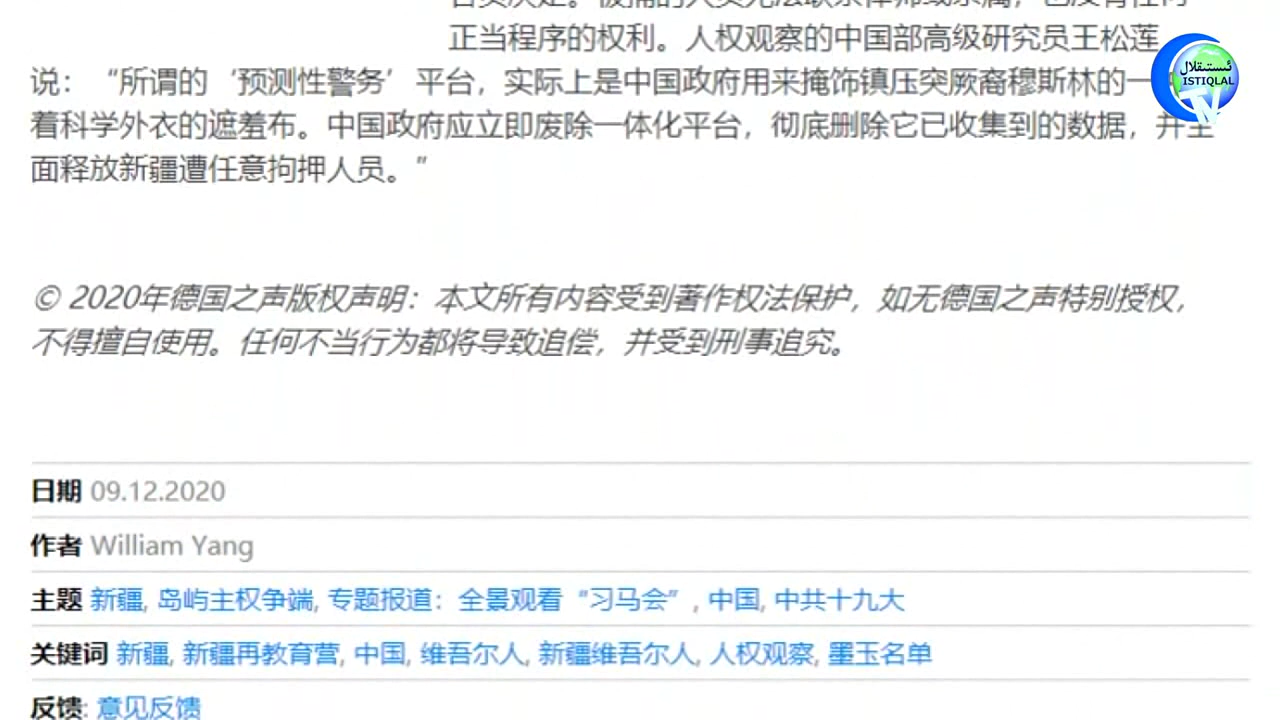 正当程序的权利。人权观察的中国部高级研究员王松莲
说：“所谓的‘预测性警务’平台，实际上是中国政府用来掩饰镇压突厥裔穆斯林的一
着科学外衣的遮羞布。中国政府应立即废除一体化平台，彻底删除它已收集到的数据，并
面释放新疆遭任意拘押人员。”
ئىستىقلال
ISTIQLAL
TV
© 2020年德国之声版权声明：本文所有内容受到著作权法保护，如无德国之声特别授权，
不得擅自使用。任何不当行为都将导致追偿，并受到刑事追究。
日期 09.12.2020
作者 William Yang
主题 新疆, 岛屿主权争端, 专题报道：全景观看“习马会”, 中国, 中共十九大
关键词 新疆, 新疆再教育营, 中国, 维吾尔人, 新疆维吾尔人, 人权观察, 墨玉名单
反馈: 意见反馈